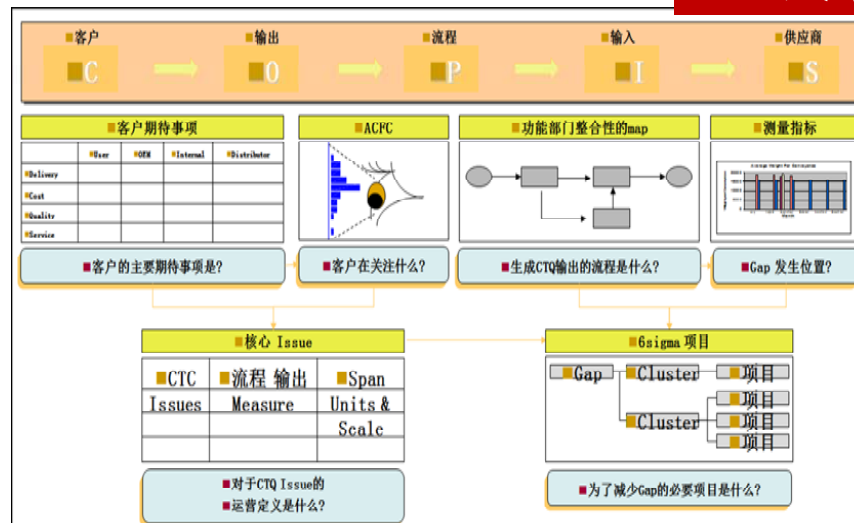 客户
输出
流程
输入
供应商
C
O
P
I
S
客户期待事项
User OEM Internal Distributor
Delivery
Cost
Quality
Service
客户的主要期待事项是?
ACFC
客户在关注什么?
功能部门整合性的map
生成CTQ输出的流程是什么?
测量指标
Gap 发生位置?
核心 Issue
CTC Issues
流程 输出 Measure
Span Units & Scale
对于CTQ Issue的
运营定义是什么?
6sigma 项目
Gap
Cluster
项目
Cluster
项目
项目
项目
为了减少Gap的必要项目是什么?